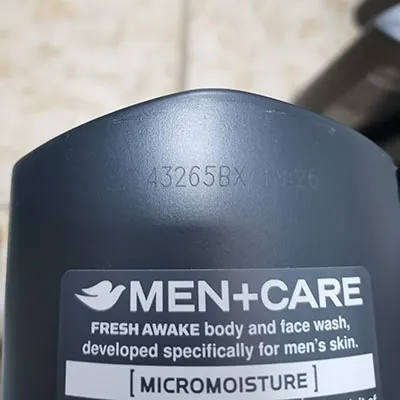 43265BX
MEN+CARE
FRESH AWAKE body and face wash,
developed specifically for men's skin.
[ MICROMOISTURE ]